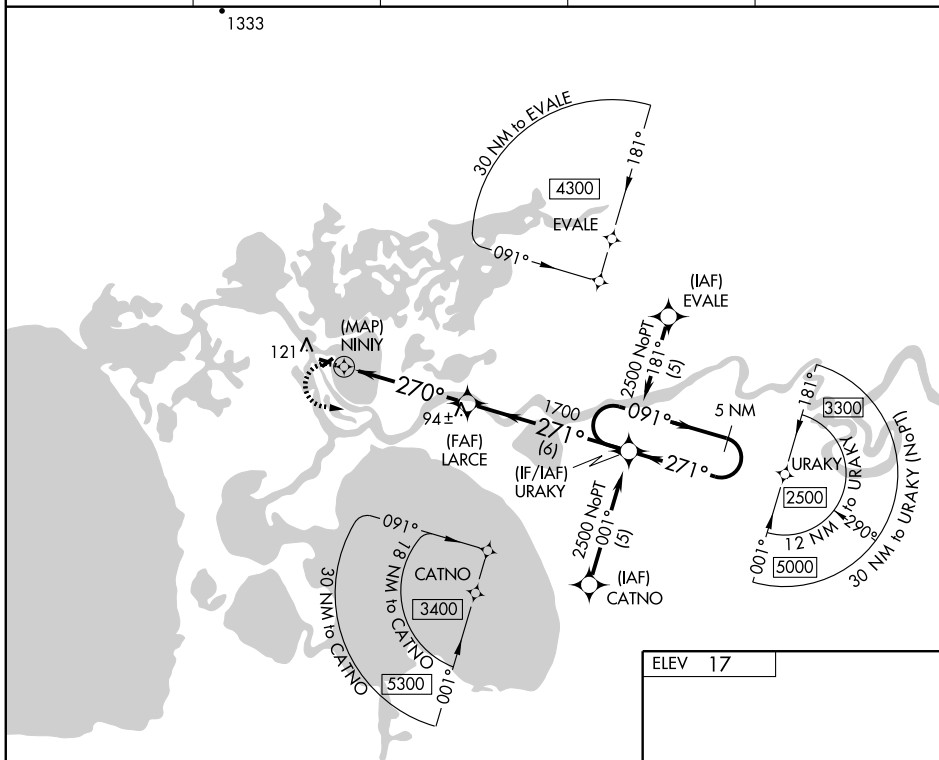 1333
30 NM to EVALE
181°
4300
EVALE
091°
(IAF)
EVALE
2500 NoPT
181°
(5)
(MAP)
NINIY
121
270°
94±
(FAF)
LARCE
1700
271°
(6)
091°
5 NM
271°
(IF/IAF)
URAKY
2500 NoPT
001°
(5)
(IAF)
CATNO
181°
3300
URAKY
2500
12 NM to URAKY
290°
30 NM to URAKY (NoPT)
001°
5000
091°
CATNO
3400
18 NM to CATNO
30 NM to CATNO
5300
001°
ELEV 17